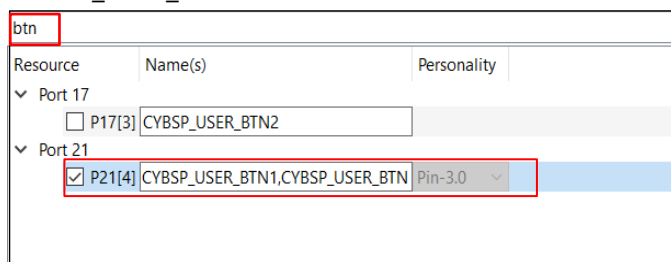 btn
Resource Name(s) Personality
Port 17
P17[3] CYBSP_USER_BTN2
Port 21
P21[4] CYBSP_USER_BTN1,CYBSP_USER_BTN Pin-3.0